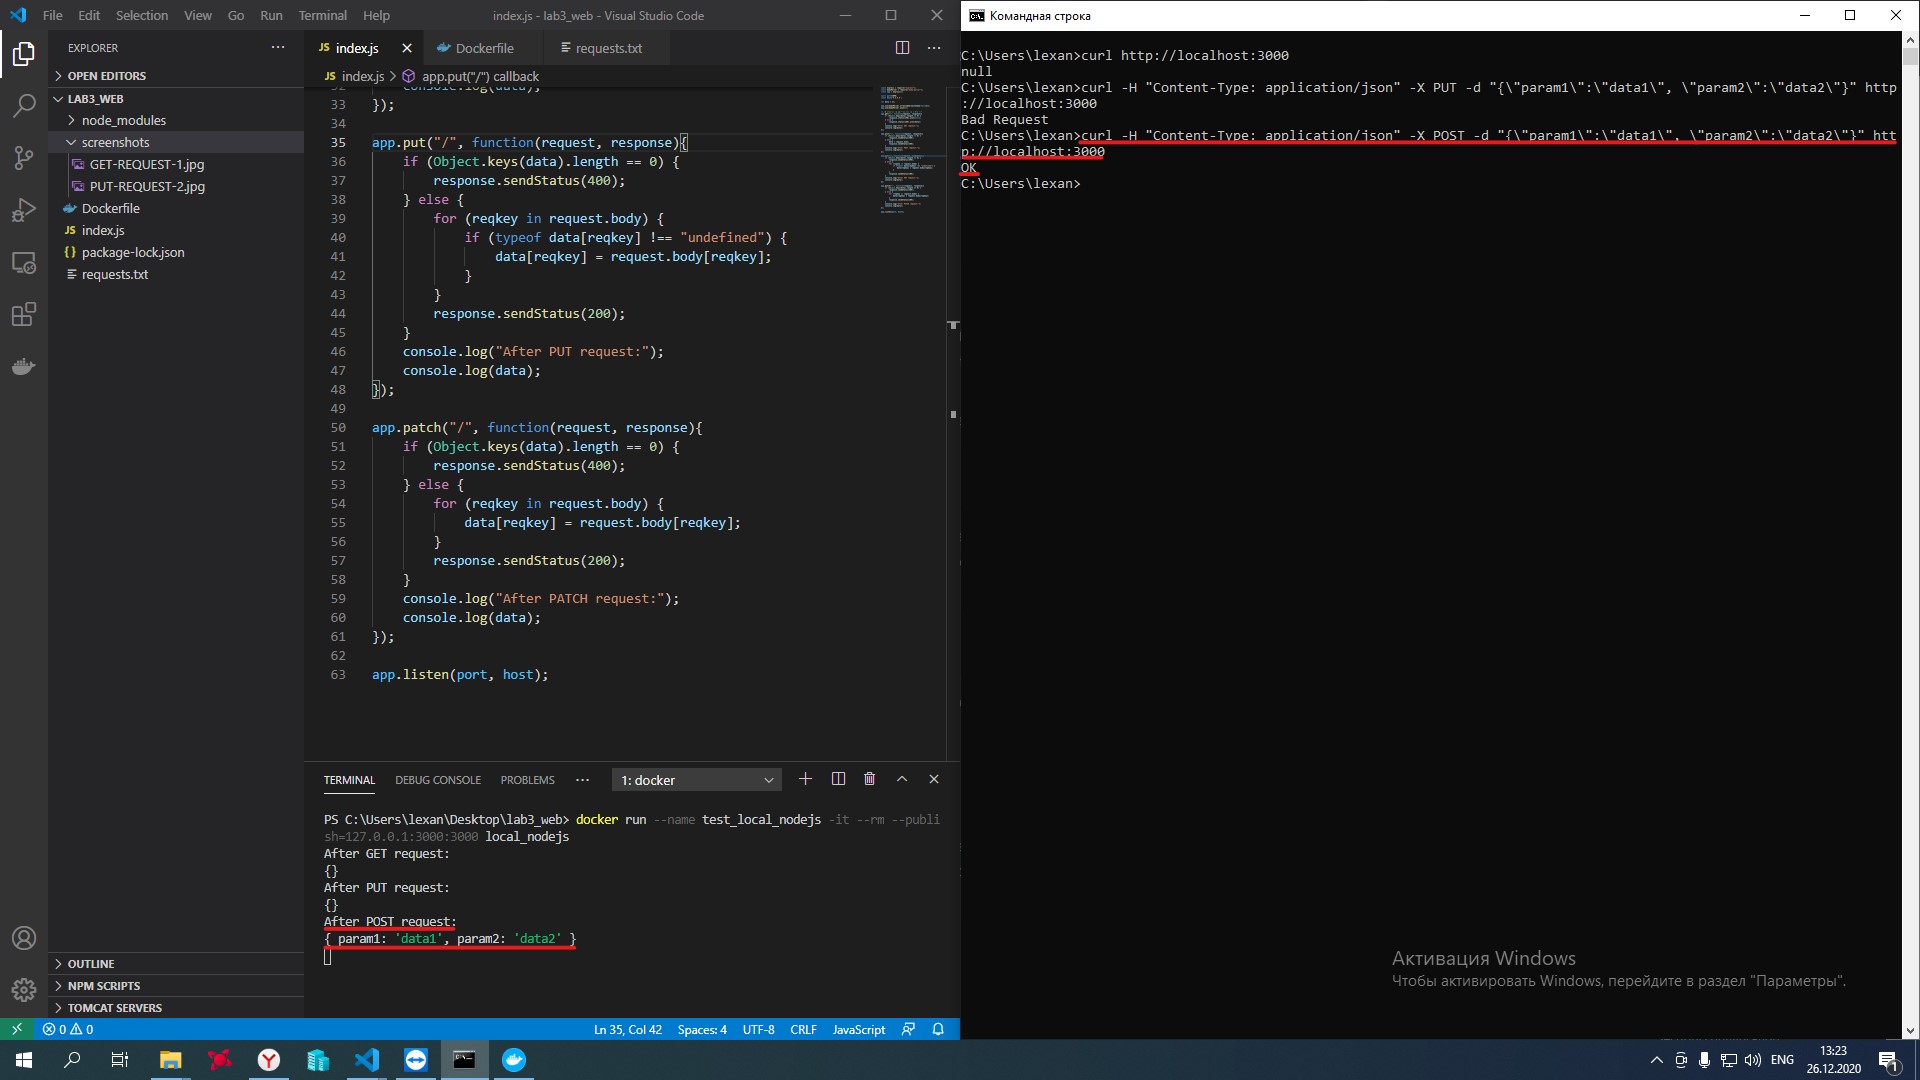 File Edit Selection View Go Run Terminal Help
index.js - lab3_web - Visual Studio Code
EXPLORER
OPEN EDITORS
LAB3_WEB
node_modules
screenshots
GET-REQUEST-1.jpg
PUT-REQUEST-2.jpg
Dockerfile
JS index.js
{} package-lock.json
requests.txt
OUTLINE
NPM SCRIPTS
TOMCAT SERVERS
JS index.js
Dockerfile
requests.txt
JS index.js > app.put("/") callback
33 });
34
35 app.put("/", function(request, response){
36 if (Object.keys(data).length == 0) {
37 response.sendStatus(400);
38 } else {
39 for (reqkey in request.body) {
40 if (typeof data[reqkey] !== "undefined") {
41 data[reqkey] = request.body[reqkey];
42 }
43 }
44 response.sendStatus(200);
45 }
46 console.log("After PUT request:");
47 console.log(data);
48 });
49
50 app.patch("/", function(request, response){
51 if (Object.keys(data).length == 0) {
52 response.sendStatus(400);
53 } else {
54 for (reqkey in request.body) {
55 data[reqkey] = request.body[reqkey];
56 }
57 response.sendStatus(200);
58 }
59 console.log("After PATCH request:");
60 console.log(data);
61 });
62
63 app.listen(port, host);
TERMINAL DEBUG CONSOLE PROBLEMS ··· 1: docker
PS C:\Users\lexan\Desktop\lab3_web> docker run --name test_local_nodejs -it --rm --publi
sh=127.0.0.1:3000:3000 local_nodejs
After GET request:
{}
After PUT request:
{}
After POST request:
{ param1: 'data1', param2: 'data2' }
0 0 Ln 35, Col 42 Spaces: 4 UTF-8 CRLF JavaScript
Командная строка
C:\Users\lexan>curl http://localhost:3000
null
C:\Users\lexan>curl -H "Content-Type: application/json" -X PUT -d "{\"param1\":\"data1\", \"param2\":\"data2\"}" http
://localhost:3000
Bad Request
C:\Users\lexan>curl -H "Content-Type: application/json" -X POST -d "{\"param1\":\"data1\", \"param2\":\"data2\"}" htt
p://localhost:3000
OK
C:\Users\lexan>
Активация Windows
Чтобы активировать Windows, перейдите в раздел "Параметры".
ENG
13:23
26.12.2020
1